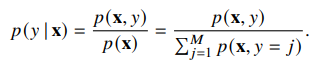 p(y | x) = p(x, y) / p(x) = p(x, y) / ∑_{j=1}^{M} p(x, y = j).